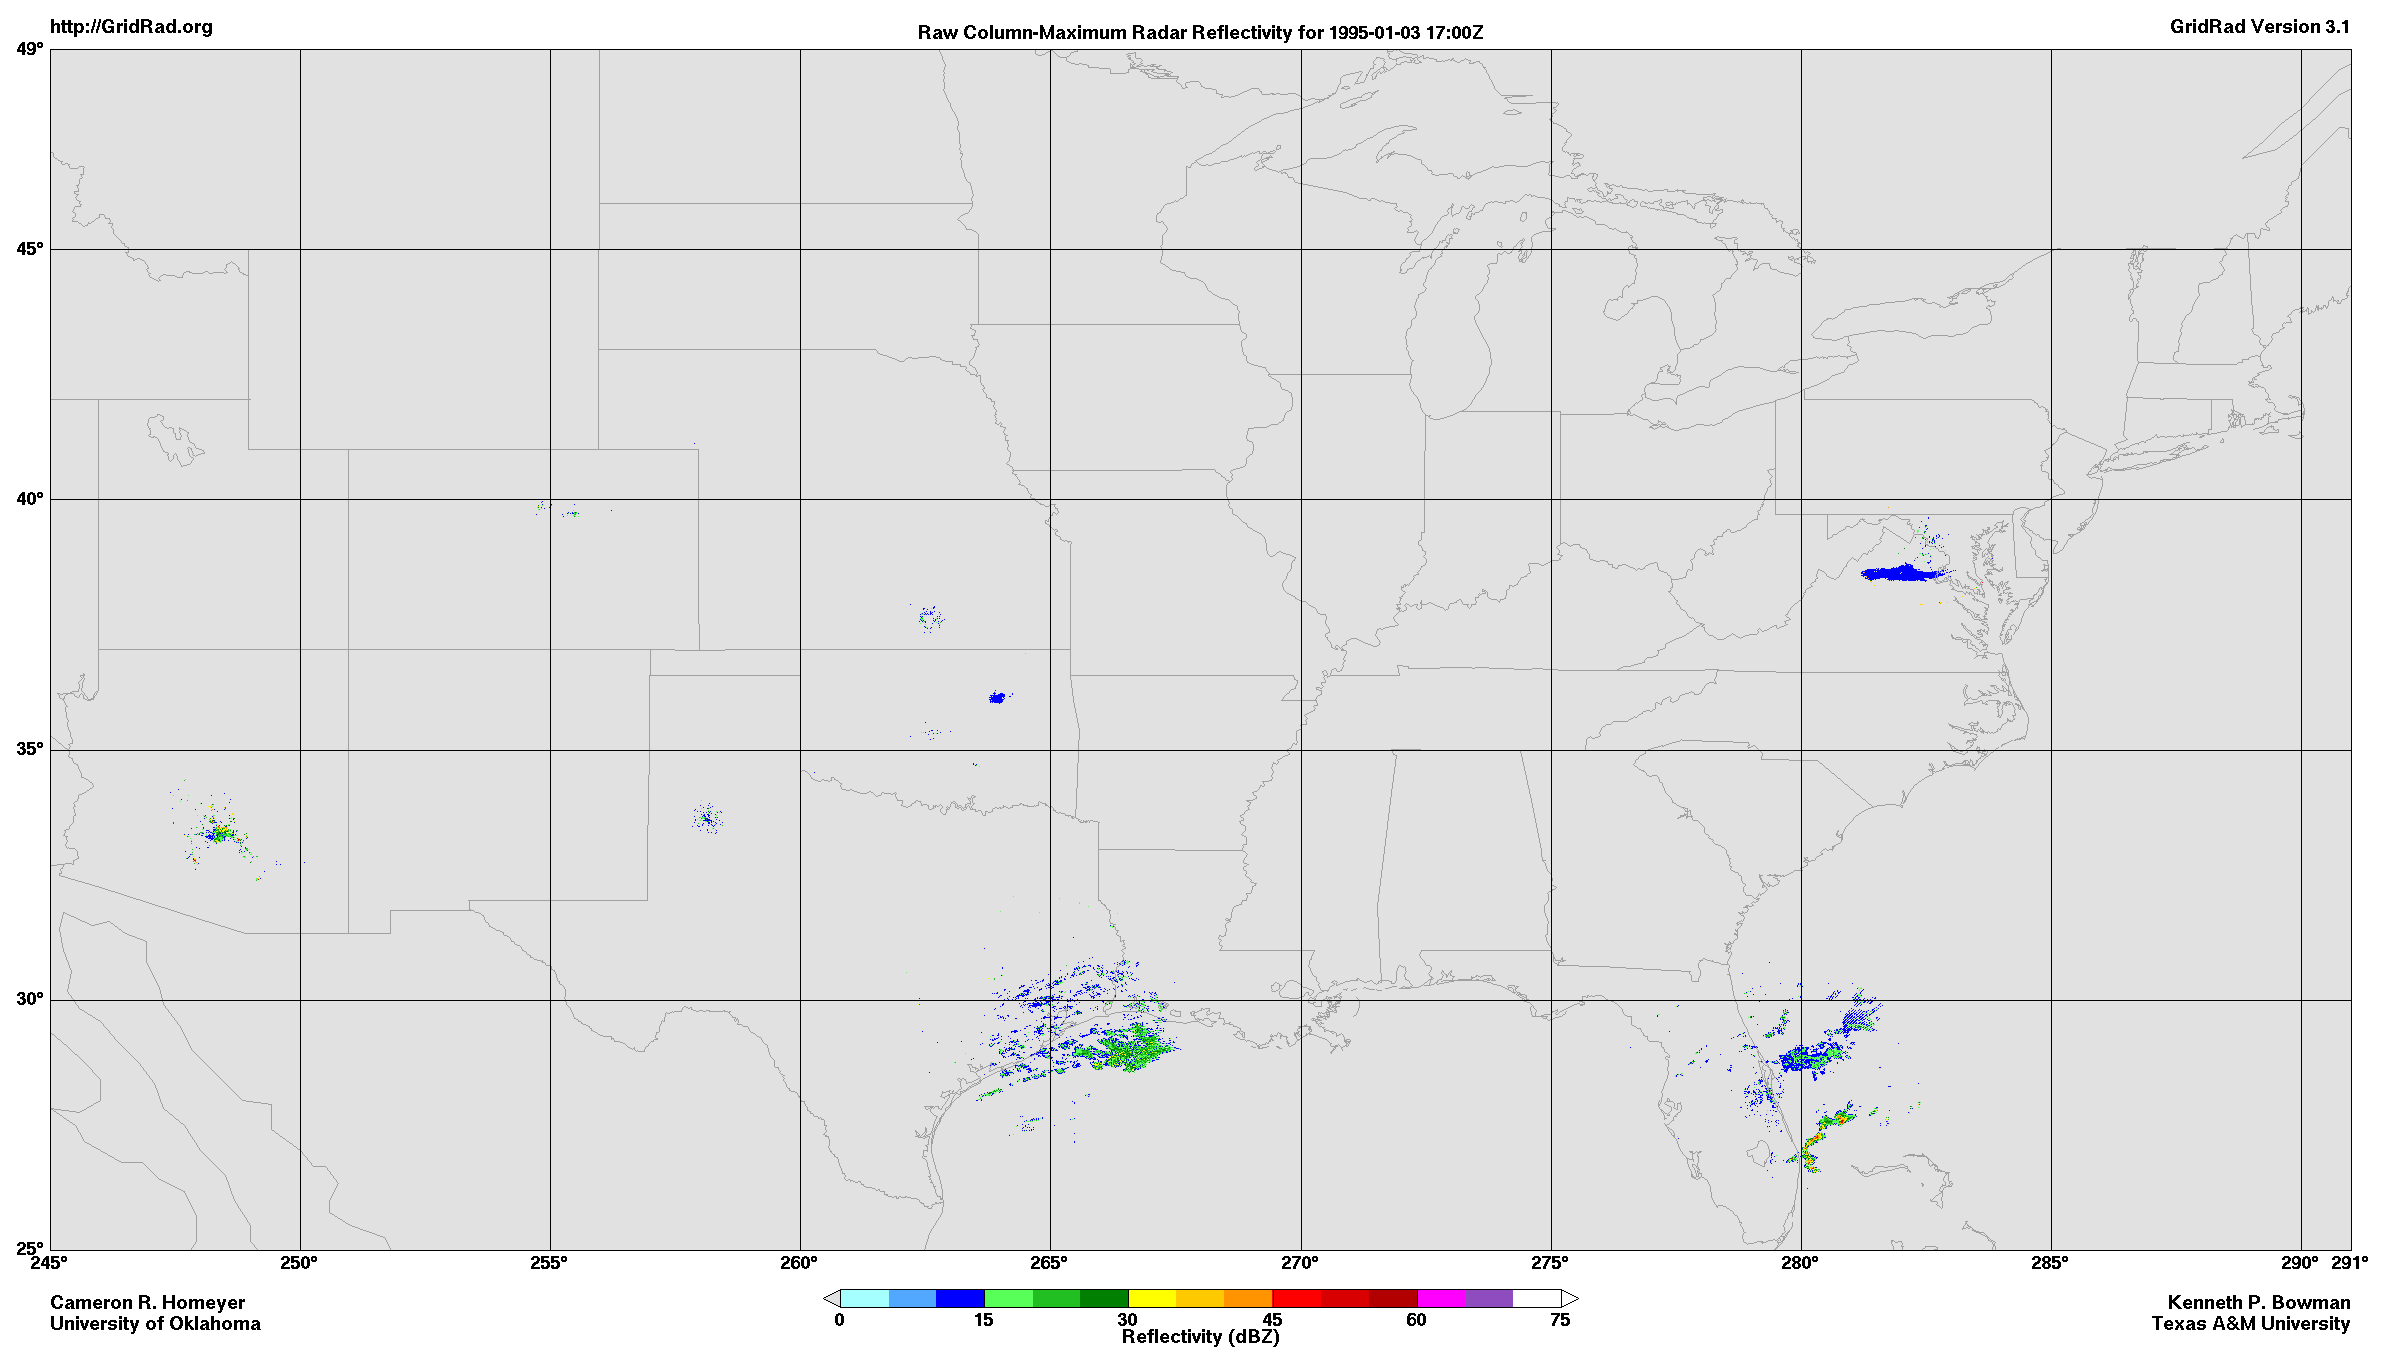 http://GridRad.org
Raw Column-Maximum Radar Reflectivity for 1995-01-03 17:00Z
GridRad Version 3.1
49°
45°
40°
35°
30°
25°
245°
250°
255°
260°
265°
270°
275°
280°
285°
290°
291°
0
15
30
45
60
75
Reflectivity (dBZ)
Cameron R. Homeyer
University of Oklahoma
Kenneth P. Bowman
Texas A&M University